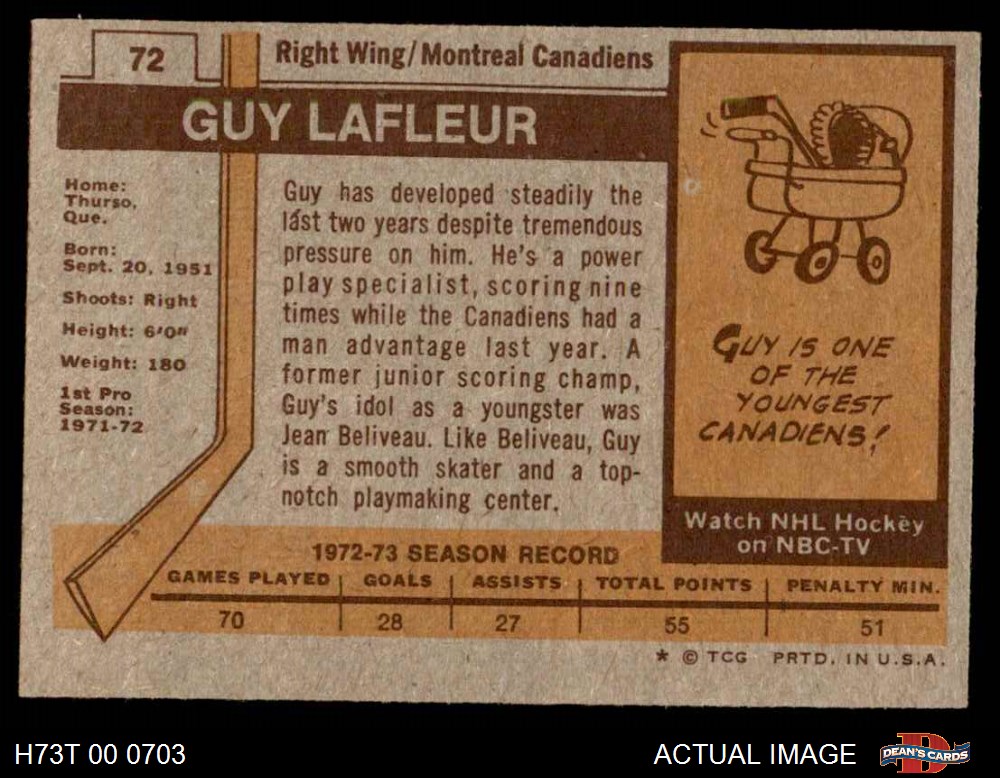 72
Right Wing/Montreal Canadiens
GUY LAFLEUR
Home:
Thurso,
Que.
Born:
Sept. 20, 1951
Shoots: Right
Height: 6'0"
Weight: 180
1st Pro
Season:
1971-72
Guy has developed steadily the
last two years despite tremendous
pressure on him. He's a power
play specialist, scoring nine
times while the Canadiens had a
man advantage last year. A
former junior scoring champ,
Guy's idol as a youngster was
Jean Beliveau. Like Beliveau, Guy
is a smooth skater and a top-
notch playmaking center.
GUY IS ONE
OF THE
YOUNGEST
CANADIENS!
Watch NHL Hockey
on NBC-TV
1972-73 SEASON RECORD
GAMES PLAYED GOALS ASSISTS TOTAL POINTS PENALTY MIN.
70 28 27 55 51
* © TCG PRTD. IN U.S.A.
H73T 00 0703
ACTUAL IMAGE
D
DEAN'S CARDS